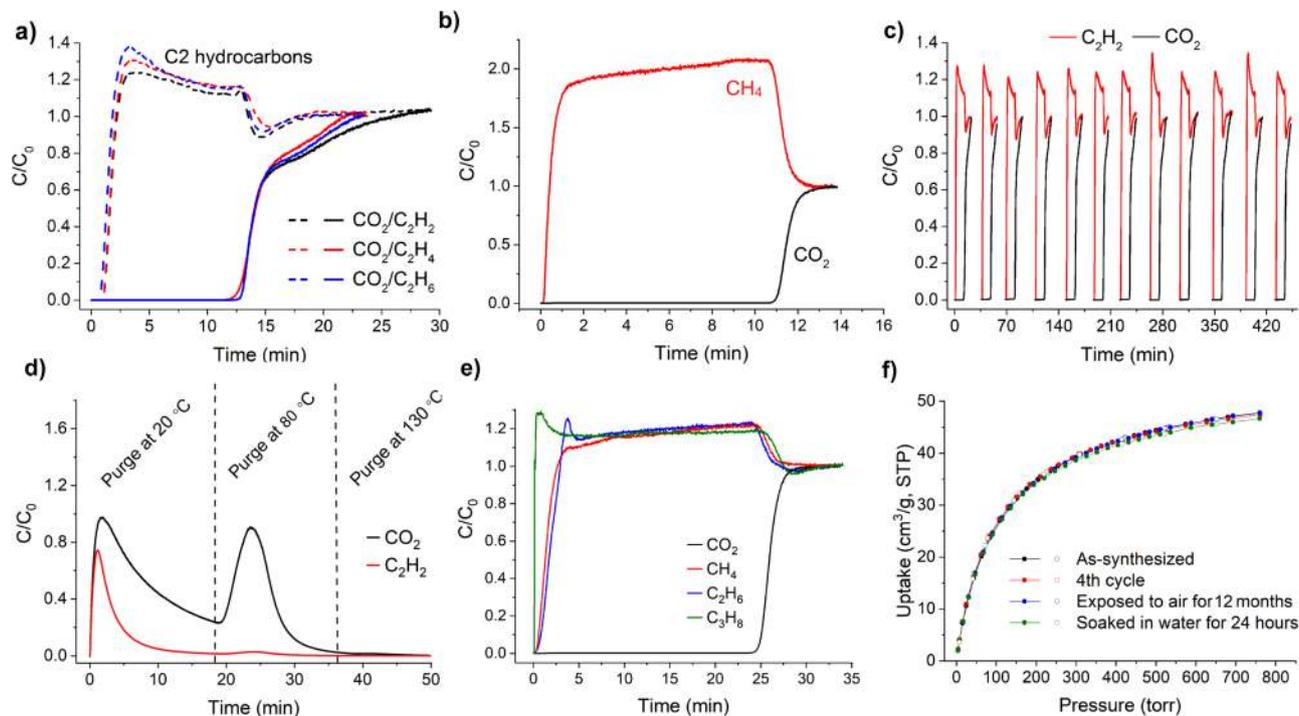 a)
C2 hydrocarbons
1.4
1.2
1.0
0.8
0.6
0.4
0.2
0.0
C/C₀
CO₂/C₂H₂
CO₂/C₂H₄
CO₂/C₂H₆
0 5 10 15 20 25 30
Time (min)
b)
2.0
1.5
1.0
0.5
0.0
C/C₀
CH₄
CO₂
0 2 4 6 8 10 12 14 16
Time (min)
c)
C₂H₂ CO₂
1.4
1.2
1.0
0.8
0.6
0.4
0.2
0.0
C/C₀
0 70 140 210 280 350 420
Time (min)
d)
1.6
1.2
0.8
0.4
0.0
C/C₀
Purge at 20 °C
Purge at 80 °C
Purge at 130 °C
CO₂
C₂H₂
0 10 20 30 40 50
Time (min)
e)
1.2
1.0
0.8
0.6
0.4
0.2
0.0
C/C₀
CO₂
CH₄
C₂H₆
C₃H₈
0 5 10 15 20 25 30 35
Time (min)
f)
50
40
30
20
10
0
Uptake (cm³/g, STP)
As-synthesized
4th cycle
Exposed to air for 12 months
Soaked in water for 24 hours
0 100 200 300 400 500 600 700 800
Pressure (torr)